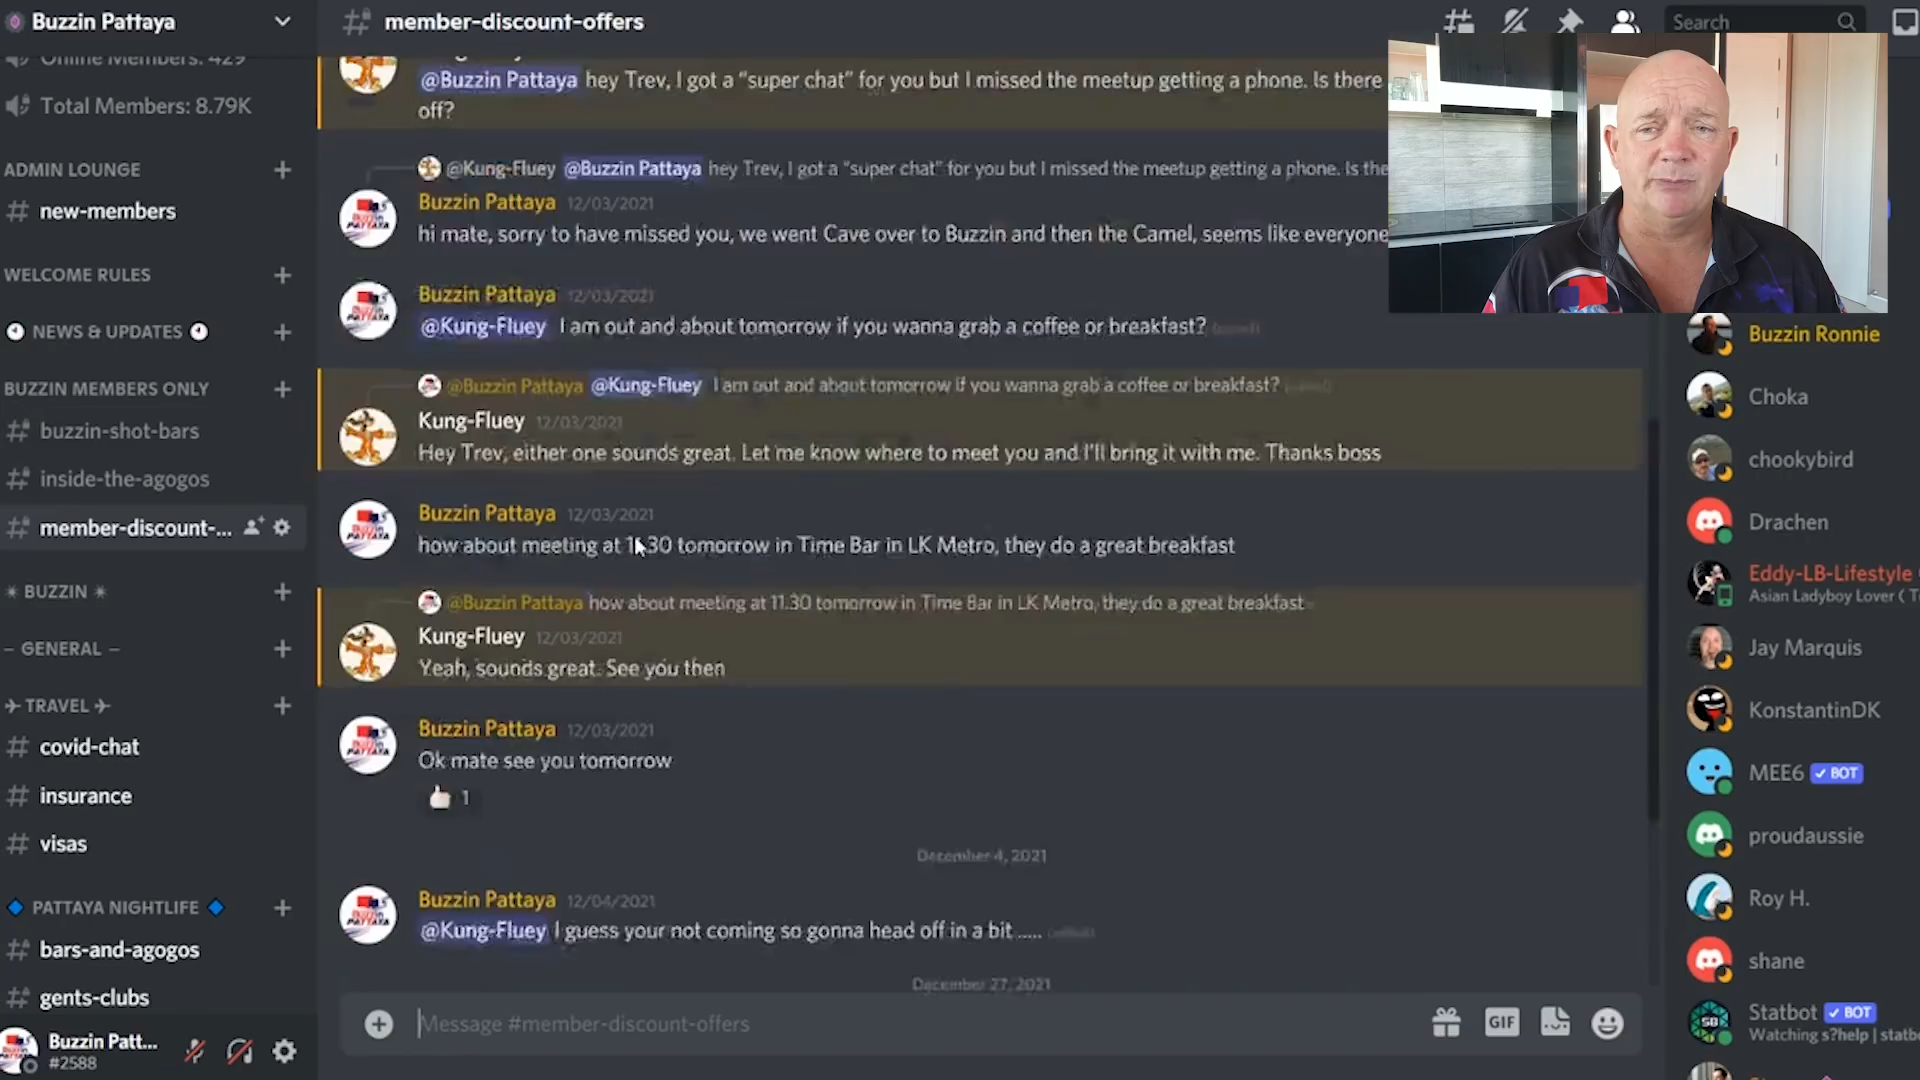 Buzzin Pattaya
Online Members: 429
Total Members: 8.79K
ADMIN LOUNGE
new-members
WELCOME RULES
NEWS & UPDATES
BUZZIN MEMBERS ONLY
buzzin-shot-bars
inside-the-agogos
member-discount-...
BUZZIN
– GENERAL –
TRAVEL
covid-chat
insurance
visas
PATTAYA NIGHTLIFE
bars-and-agogos
gents-clubs
Buzzin Patt...
#2588
member-discount-offers
Search
@Buzzin Pattaya hey Trev, I got a “super chat” for you but I missed the meetup getting a phone. Is there
off?
@Kung-Fluey @Buzzin Pattaya hey Trev, I got a “super chat” for you but I missed the meetup getting a phone. Is the
Buzzin Pattaya 12/03/2021
hi mate, sorry to have missed you, we went Cave over to Buzzin and then the Camel, seems like everyone
Buzzin Pattaya 12/03/2021
@Kung-Fluey I am out and about tomorrow if you wanna grab a coffee or breakfast? (edited)
@Buzzin Pattaya @Kung-Fluey I am out and about tomorrow if you wanna grab a coffee or breakfast? (edited)
Kung-Fluey 12/03/2021
Hey Trev, either one sounds great. Let me know where to meet you and I'll bring it with me. Thanks boss
Buzzin Pattaya 12/03/2021
how about meeting at 11.30 tomorrow in Time Bar in LK Metro, they do a great breakfast
@Buzzin Pattaya how about meeting at 11.30 tomorrow in Time Bar in LK Metro, they do a great breakfast
Kung-Fluey 12/03/2021
Yeah, sounds great. See you then
Buzzin Pattaya 12/03/2021
Ok mate see you tomorrow
1
December 4, 2021
Buzzin Pattaya 12/04/2021
@Kung-Fluey I guess your not coming so gonna head off in a bit ..... (edited)
December 27, 2021
Message #member-discount-offers
GIF
Buzzin Ronnie
Choka
chookybird
Drachen
Eddy-LB-Lifestyle
Asian Ladyboy Lover ( T
Jay Marquis
KonstantinDK
MEE6 ✓ BOT
proudaussie
Roy H.
shane
Statbot ✓ BOT
Watching s?help | statbo